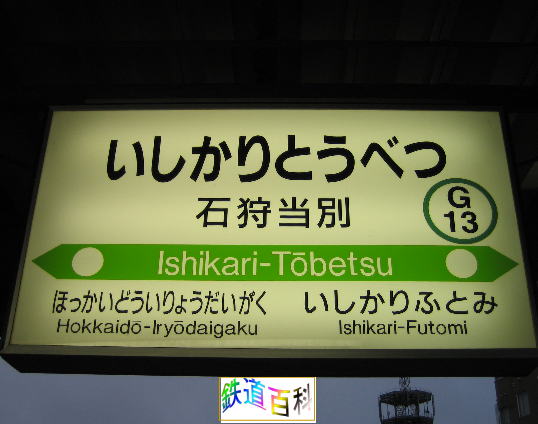 いしかりとうべつ
石狩当別
G
13
Ishikari-Tōbetsu
ほっかいどういりょうだいがく いしかりふとみ
Hokkaidō-Iryōdaigaku Ishikari-Futomi
鉄道百科